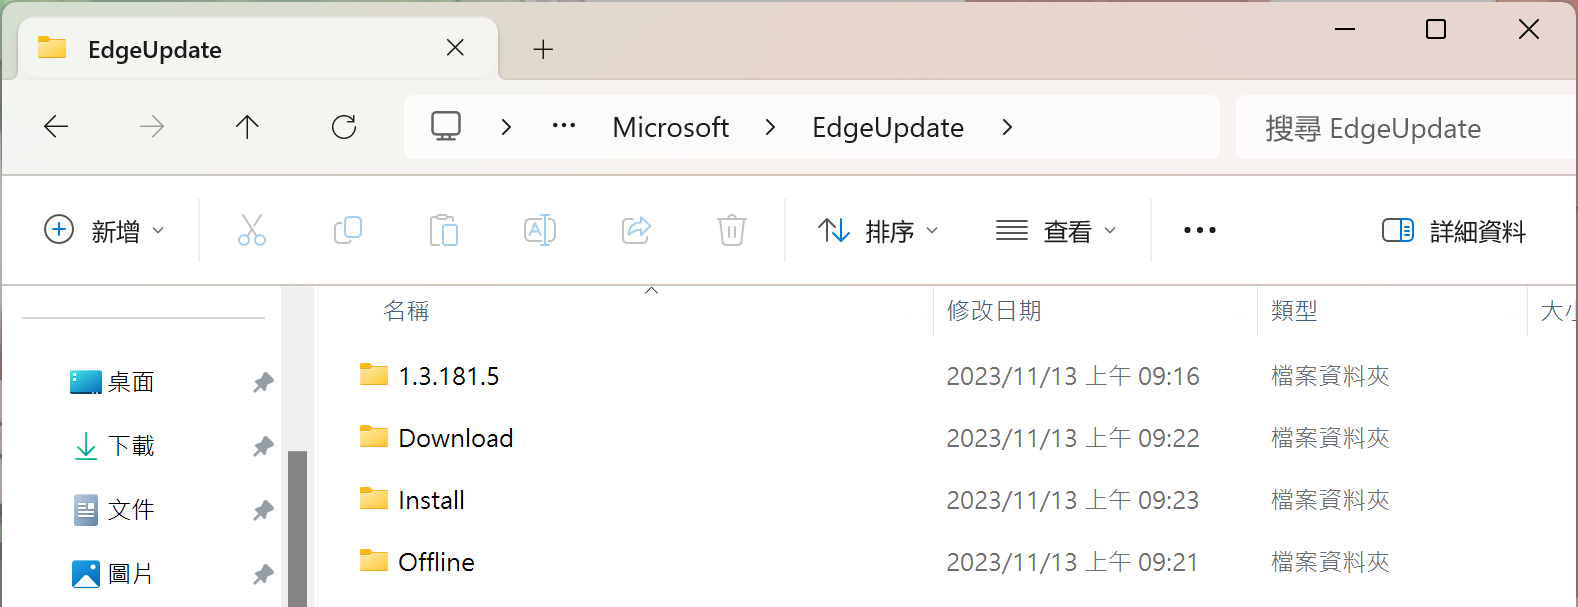 EdgeUpdate
Microsoft EdgeUpdate 搜尋 EdgeUpdate
新增 排序 查看 詳細資料
名稱 修改日期 類型 大小
1.3.181.5 2023/11/13 上午 09:16 檔案資料夾
Download 2023/11/13 上午 09:22 檔案資料夾
Install 2023/11/13 上午 09:23 檔案資料夾
Offline 2023/11/13 上午 09:21 檔案資料夾
桌面
下載
文件
圖片